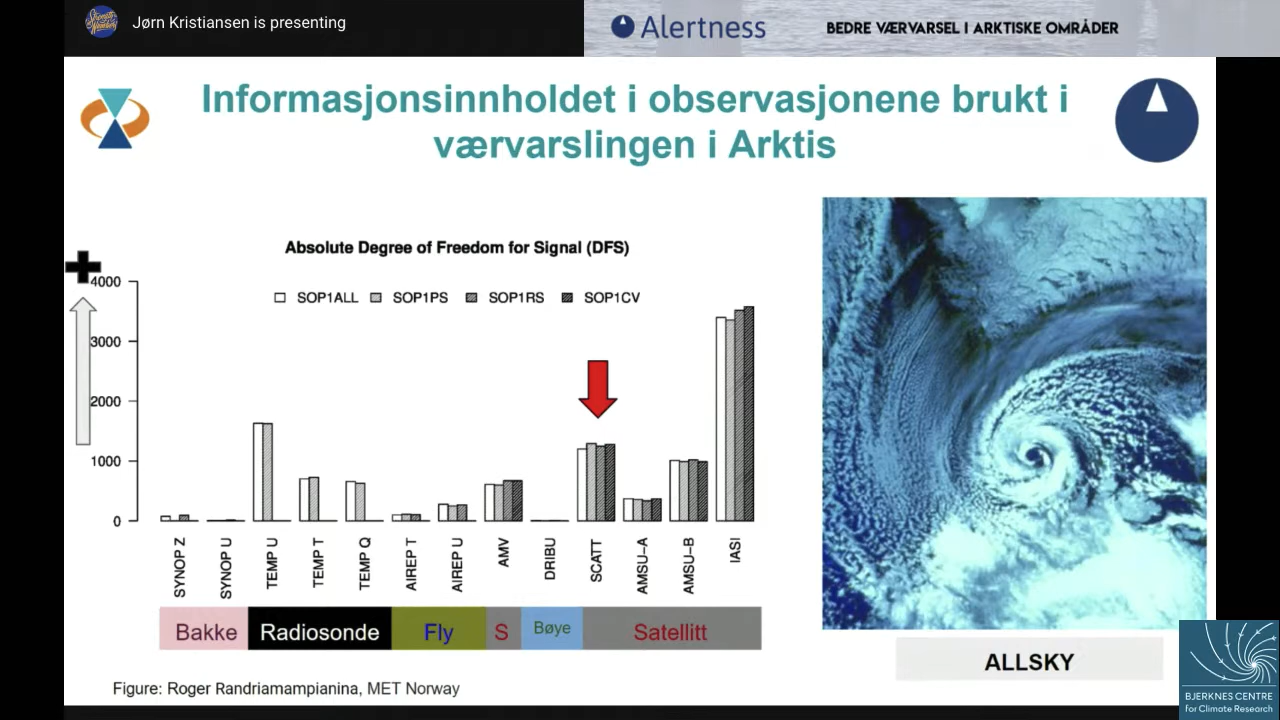 Jørn Kristiansen is presenting
Alertness
BEDRE VÆRVARSEL I ARKTISKE OMRÅDER
Informasjonsinnholdet i observasjonene brukt i
værvarslingen i Arktis
Absolute Degree of Freedom for Signal (DFS)
SOP1ALL SOP1PS SOP1RS SOP1CV
4000
3000
2000
1000
0
SYNOP Z
SYNOP U
TEMP U
TEMP T
TEMP Q
AIREP T
AIREP U
AMV
DRIBU
SCATT
AMSU-A
AMSU-B
IASI
Bakke Radiosonde Fly S Bøye Satellitt
ALLSKY
Figure: Roger Randriamampianina, MET Norway
BJERKNES CENTRE
for Climate Research